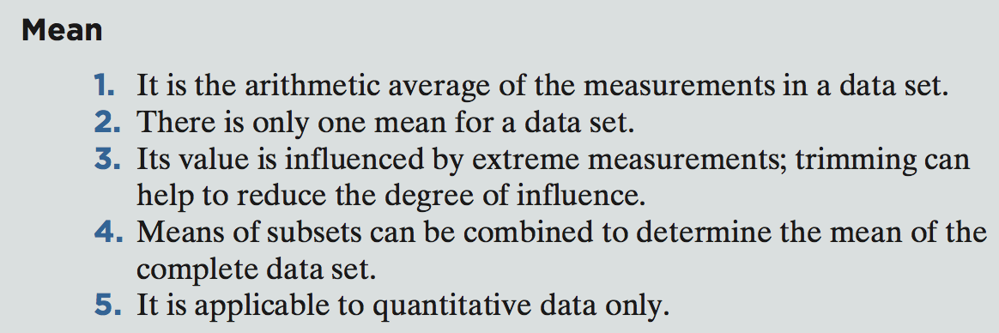 Mean
1. It is the arithmetic average of the measurements in a data set.
2. There is only one mean for a data set.
3. Its value is influenced by extreme measurements; trimming can
help to reduce the degree of influence.
4. Means of subsets can be combined to determine the mean of the
complete data set.
5. It is applicable to quantitative data only.